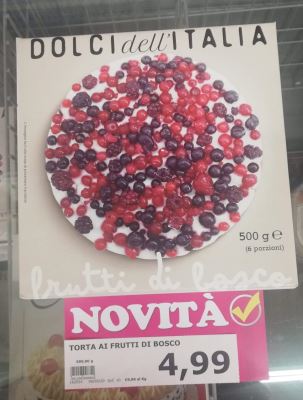 DOLCI dell'ITALIA
500 g e
(6 porzioni)
frutti di bosco
NOVITÀ
TORTA AI FRUTTI DI BOSCO
4,99